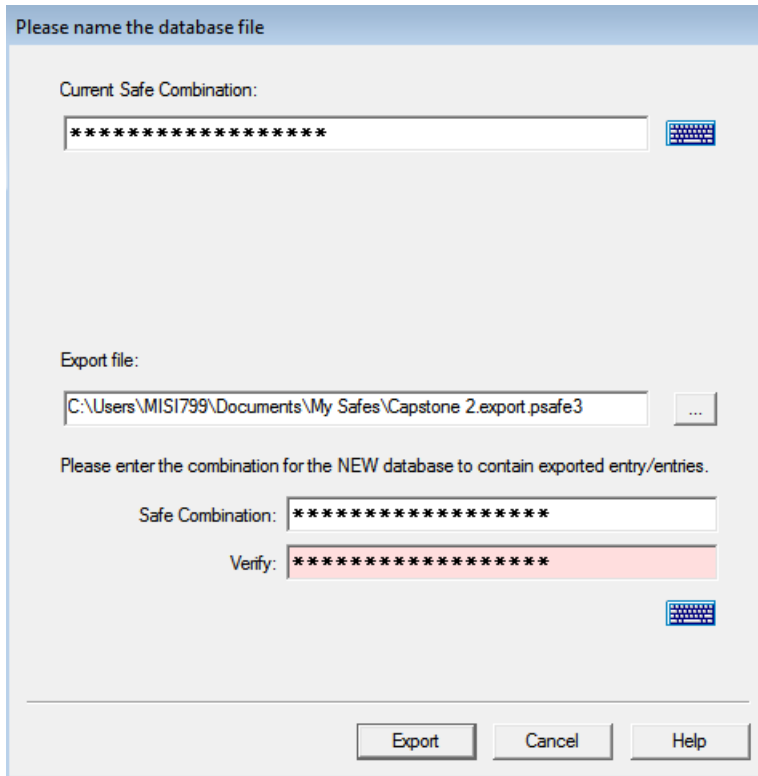 Please name the database file
Current Safe Combination:
******************
Export file:
C:\Users\MISI799\Documents\My Safes\Capstone 2.export.psafe3
...
Please enter the combination for the NEW database to contain exported entry/entries.
Safe Combination: ******************
Verify: ******************
Export Cancel Help